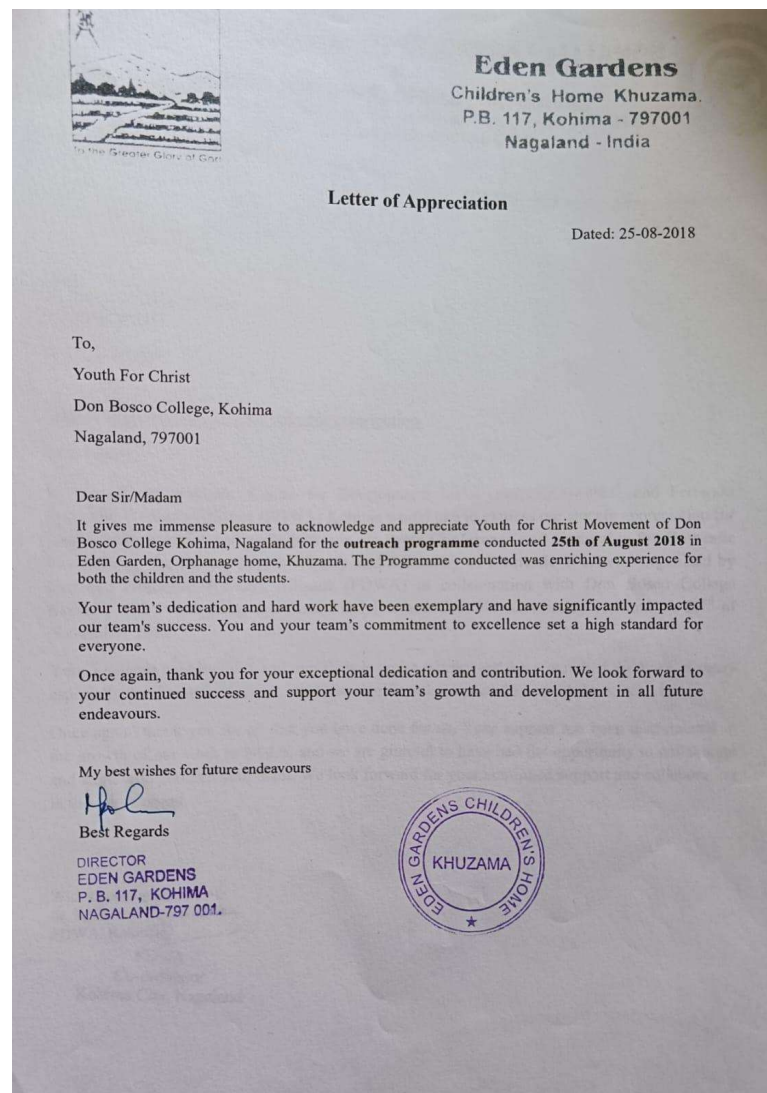 Eden Gardens
Children's Home Khuzama.
P.B. 117, Kohima - 797001
Nagaland - India
To the Greater Glory of God
Letter of Appreciation
Dated: 25-08-2018
To,
Youth For Christ
Don Bosco College, Kohima
Nagaland, 797001
Dear Sir/Madam
It gives me immense pleasure to acknowledge and appreciate Youth for Christ Movement of Don
Bosco College Kohima, Nagaland for the outreach programme conducted 25th of August 2018 in
Eden Garden, Orphanage home, Khuzama. The Programme conducted was enriching experience for
both the children and the students.
Your team's dedication and hard work have been exemplary and have significantly impacted
our team's success. You and your team's commitment to excellence set a high standard for
everyone.
Once again, thank you for your exceptional dedication and contribution. We look forward to
your continued success and support your team's growth and development in all future
endeavours.
My best wishes for future endeavours
Best Regards
DIRECTOR
EDEN GARDENS
P. B. 117, KOHIMA
NAGALAND-797 001.
EDEN GARDENS CHILDREN'S HOME
KHUZAMA